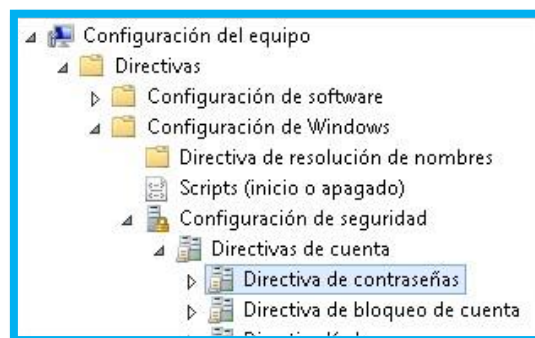 Configuración del equipo
Directivas
Configuración de software
Configuración de Windows
Directiva de resolución de nombres
Scripts (inicio o apagado)
Configuración de seguridad
Directivas de cuenta
Directiva de contraseñas
Directiva de bloqueo de cuenta